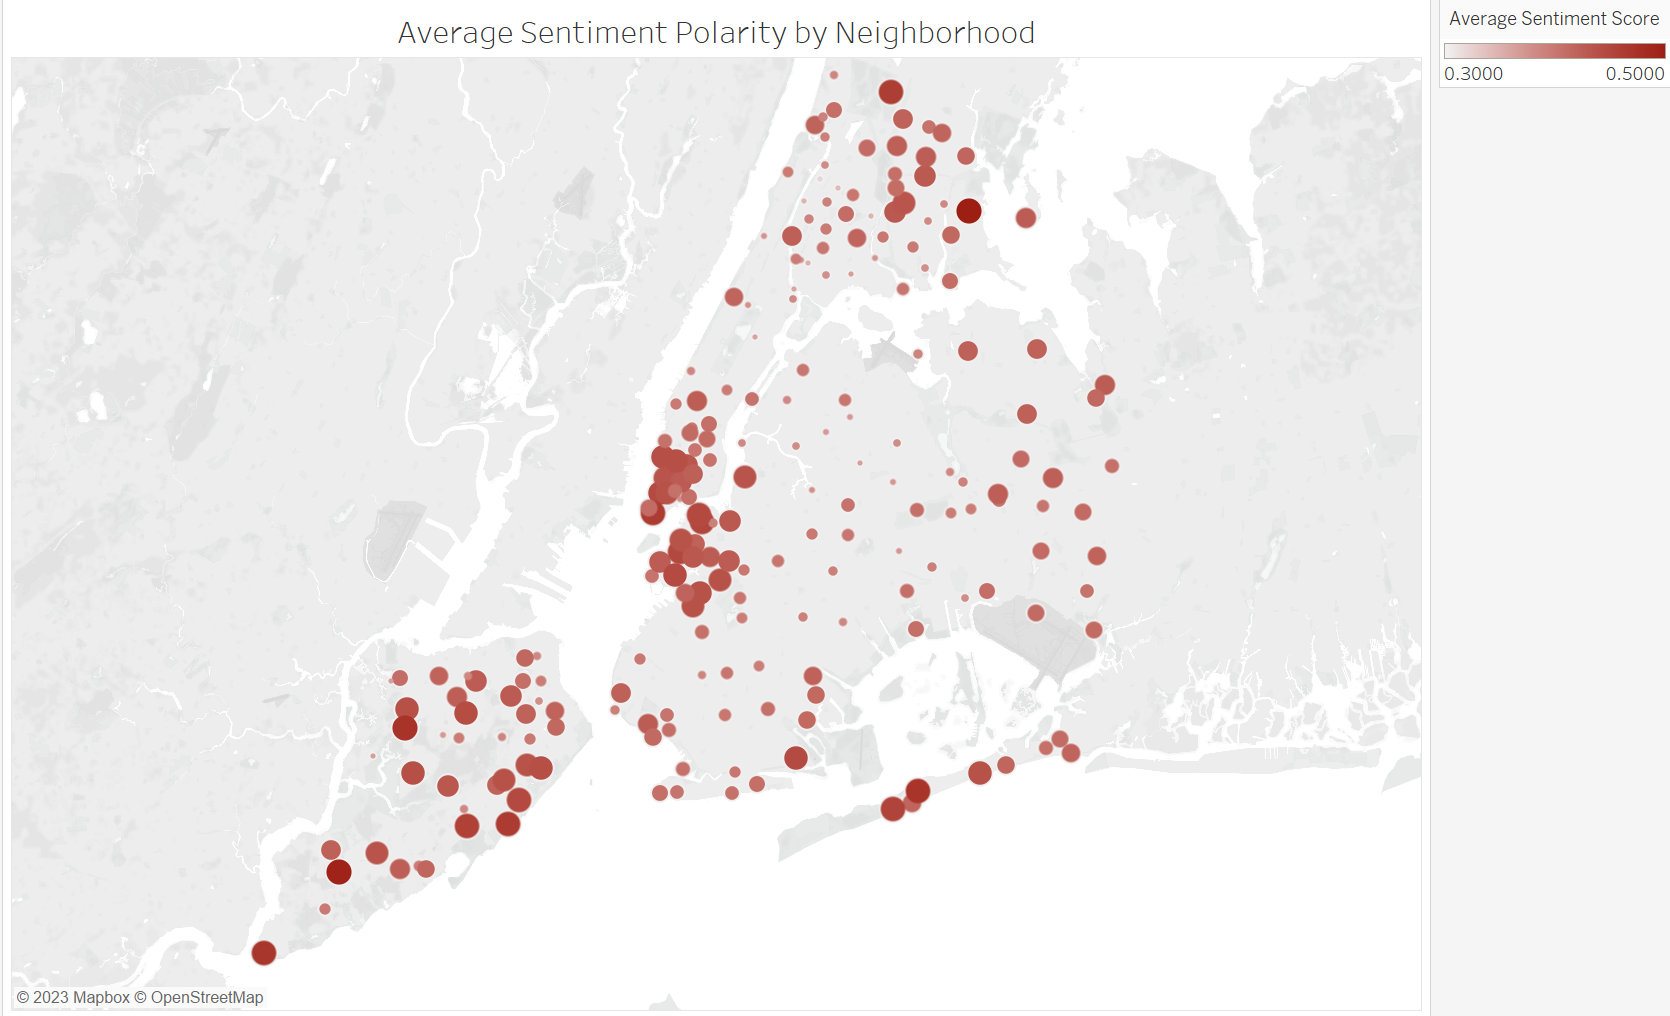 Average Sentiment Polarity by Neighborhood
Average Sentiment Score
0.3000 0.5000
© 2023 Mapbox © OpenStreetMap